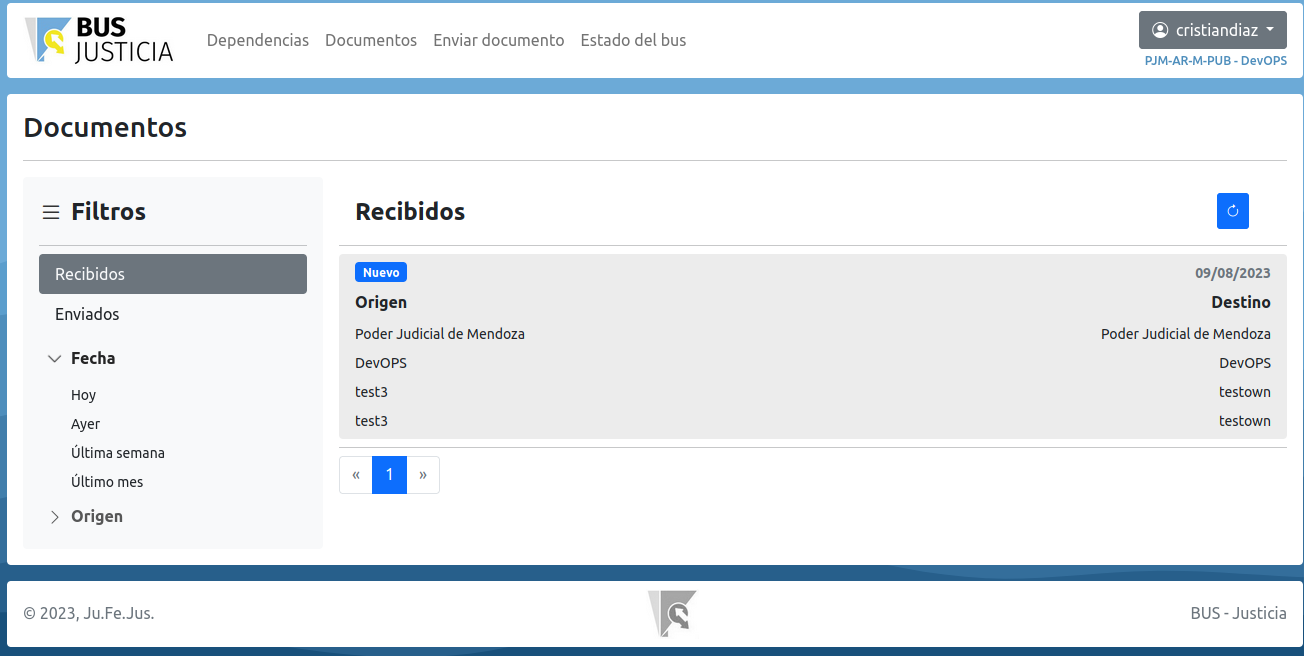 BUS
JUSTICIA
Dependencias Documentos Enviar documento Estado del bus
cristiandiaz
PJM-AR-M-PUB - DevOPS
Documentos
Filtros
Recibidos
Enviados
Fecha
Hoy
Ayer
Última semana
Último mes
Origen
Recibidos
Nuevo 09/08/2023
Origen Destino
Poder Judicial de Mendoza Poder Judicial de Mendoza
DevOPS DevOPS
test3 testown
test3 testown
« 1 »
© 2023, Ju.Fe.Jus. BUS - Justicia